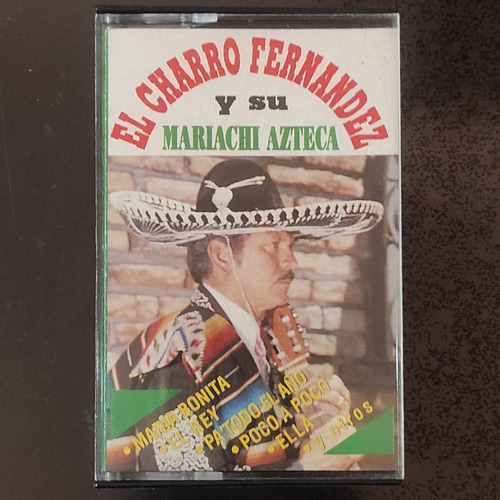 EL CHARRO FERNANDEZ
y su
MARIACHI AZTECA
• MARIA BONITA
• EL REY
• PA TODO EL AÑO
• POCO A POCO
• ELLA
• y otros